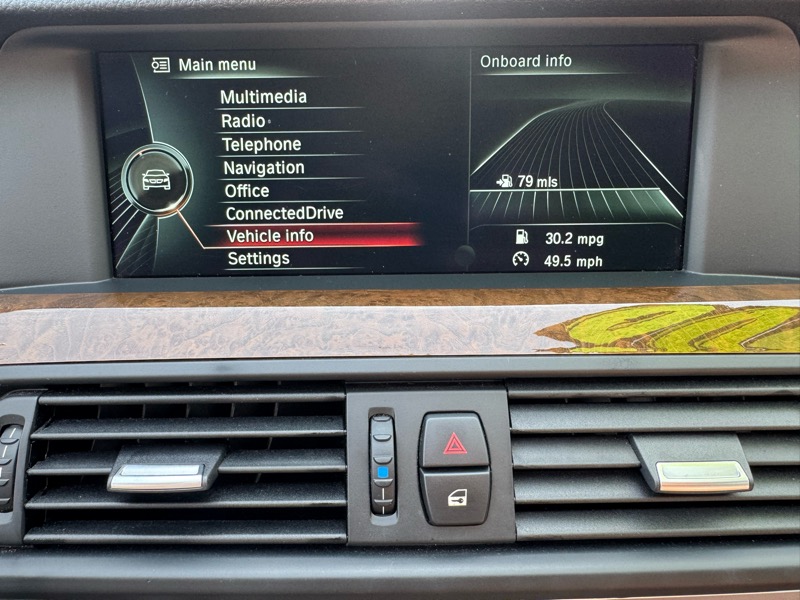 Main menu
Multimedia
Radio
Telephone
Navigation
Office
ConnectedDrive
Vehicle info
Settings
Onboard info
79 mls
30.2 mpg
49.5 mph